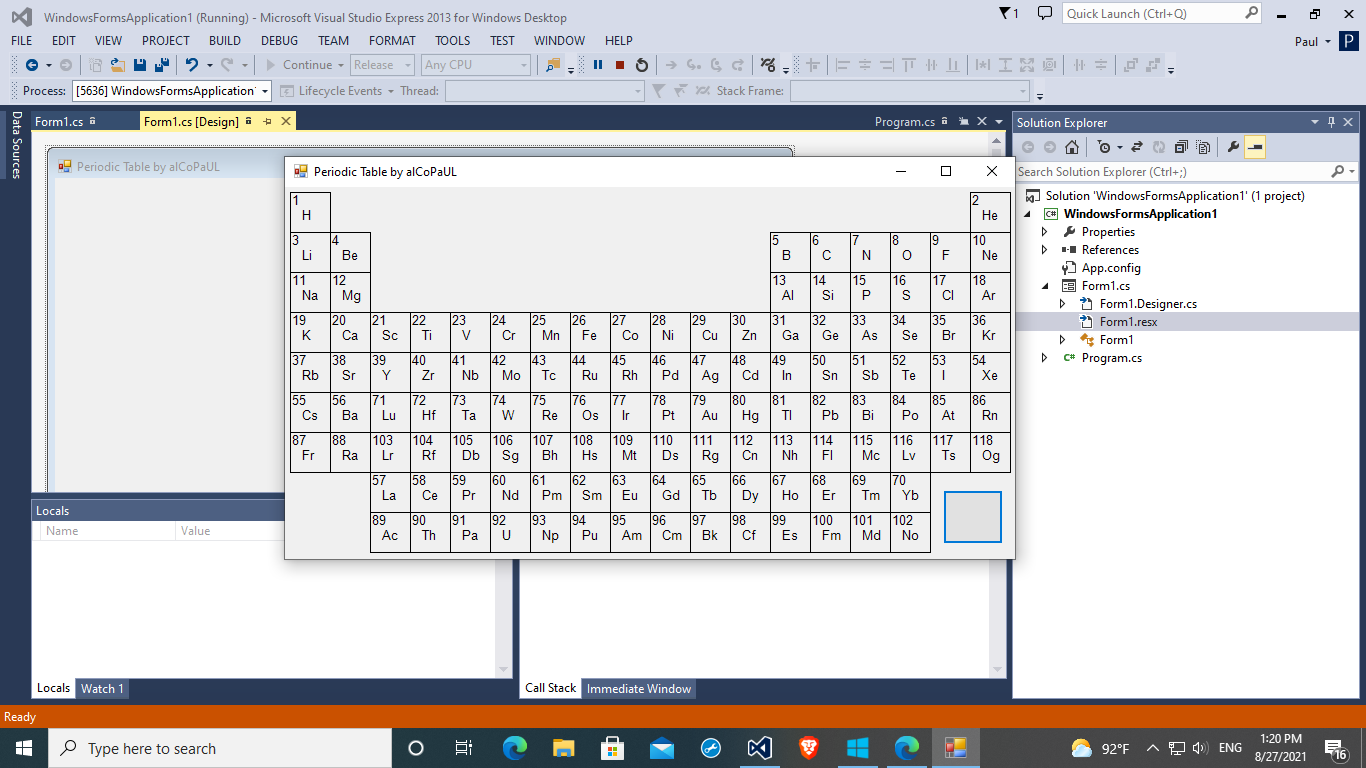 WindowsFormsApplication1 (Running) - Microsoft Visual Studio Express 2013 for Windows Desktop
1
Quick Launch (Ctrl+Q)
FILE EDIT VIEW PROJECT BUILD DEBUG TEAM FORMAT TOOLS TEST WINDOW HELP
Paul P
Continue Release Any CPU
Process: [5636] WindowsFormsApplication Lifecycle Events Thread: Stack Frame:
Data Sources
Form1.cs Form1.cs [Design] Program.cs
Periodic Table by alCoPaUL
Periodic Table by alCoPaUL
1 2
H He
3 4 5 6 7 8 9 10
Li Be B C N O F Ne
11 12 13 14 15 16 17 18
Na Mg Al Si P S Cl Ar
19 20 21 22 23 24 25 26 27 28 29 30 31 32 33 34 35 36
K Ca Sc Ti V Cr Mn Fe Co Ni Cu Zn Ga Ge As Se Br Kr
37 38 39 40 41 42 43 44 45 46 47 48 49 50 51 52 53 54
Rb Sr Y Zr Nb Mo Tc Ru Rh Pd Ag Cd In Sn Sb Te I Xe
55 56 71 72 73 74 75 76 77 78 79 80 81 82 83 84 85 86
Cs Ba Lu Hf Ta W Re Os Ir Pt Au Hg Tl Pb Bi Po At Rn
87 88 103 104 105 106 107 108 109 110 111 112 113 114 115 116 117 118
Fr Ra Lr Rf Db Sg Bh Hs Mt Ds Rg Cn Nh Fl Mc Lv Ts Og
57 58 59 60 61 62 63 64 65 66 67 68 69 70
La Ce Pr Nd Pm Sm Eu Gd Tb Dy Ho Er Tm Yb
89 90 91 92 93 94 95 96 97 98 99 100 101 102
Ac Th Pa U Np Pu Am Cm Bk Cf Es Fm Md No
Solution Explorer
Search Solution Explorer (Ctrl+;)
Solution 'WindowsFormsApplication1' (1 project)
C# WindowsFormsApplication1
Properties
References
App.config
Form1.cs
Form1.Designer.cs
Form1.resx
Form1
C# Program.cs
Locals
Name Value
Locals Watch 1
Call Stack Immediate Window
Ready
Type here to search
92°F ENG 1:20 PM
8/27/2021
16